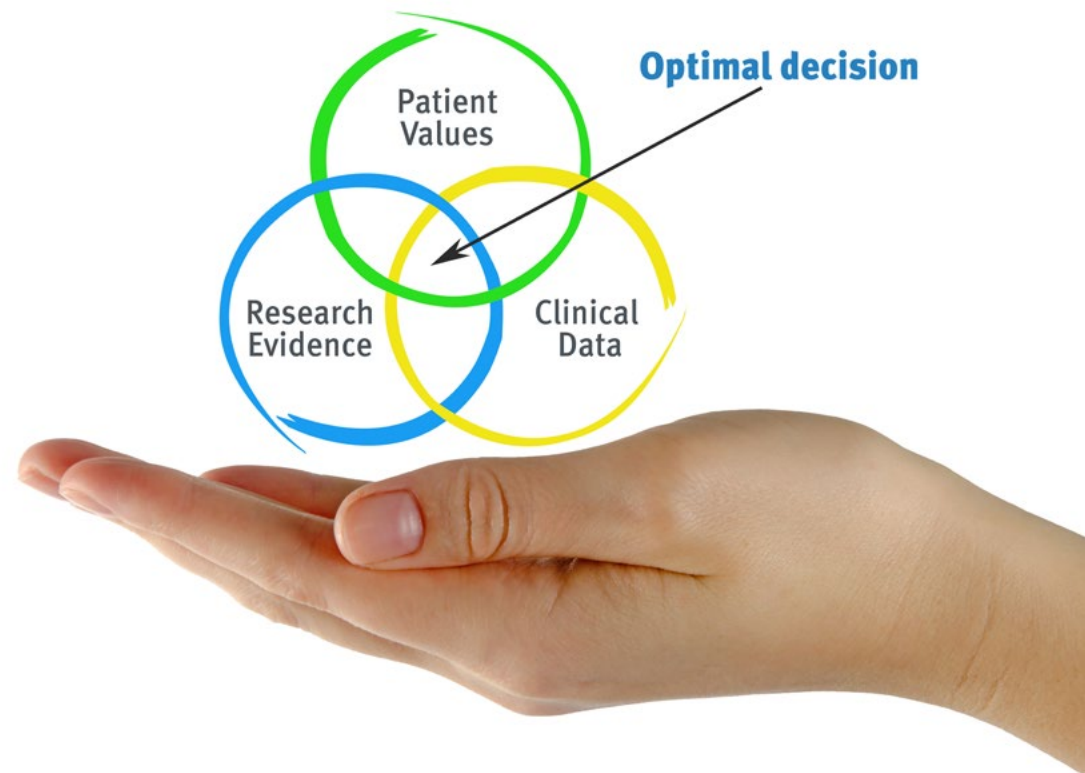 Optimal decision
Patient
Values
Research
Evidence
Clinical
Data